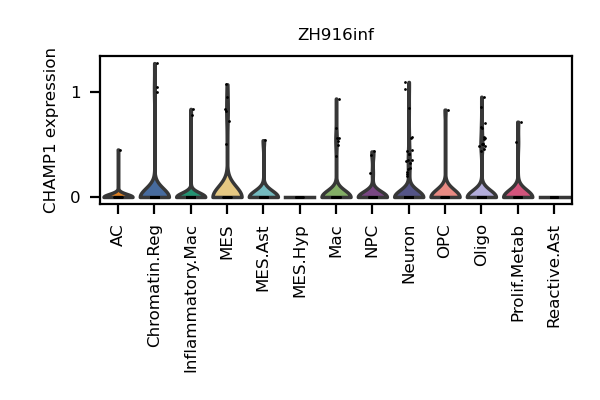 ZH916inf
CHAMP1 expression
1
0
AC
Chromatin.Reg
Inflammatory.Mac
MES
MES.Ast
MES.Hyp
Mac
NPC
Neuron
OPC
Oligo
Prolif.Metab
Reactive.Ast